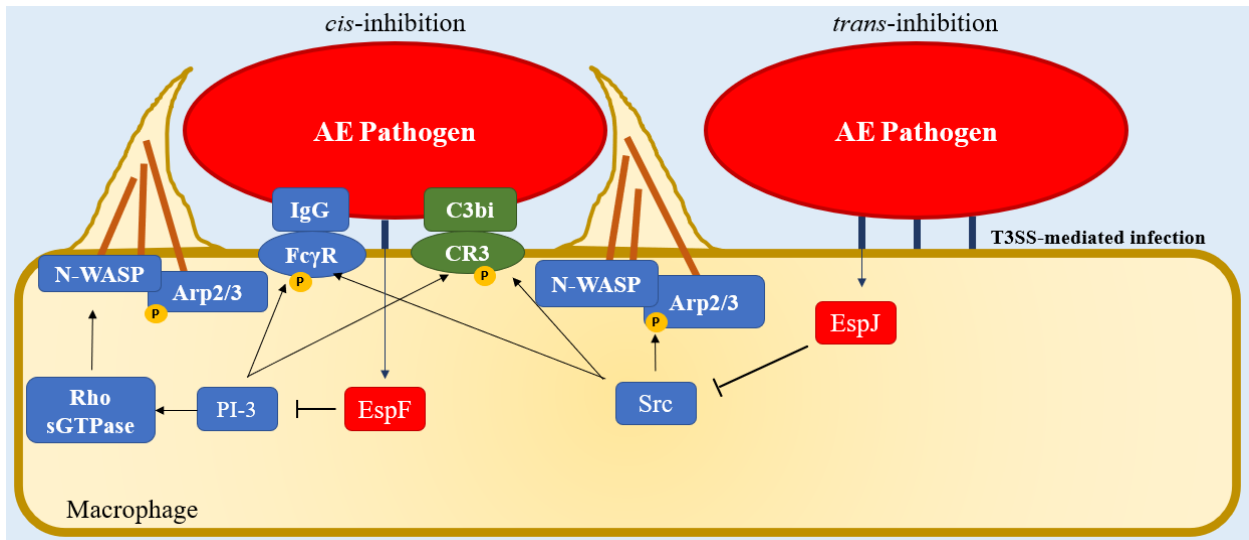 cis-inhibition
trans-inhibition
AE Pathogen
AE Pathogen
IgG
C3bi
T3SS-mediated infection
FcγR
CR3
P
P
N-WASP
Arp2/3
P
N-WASP
Arp2/3
P
EspJ
Rho
sGTPase
PI-3
EspF
Src
Macrophage